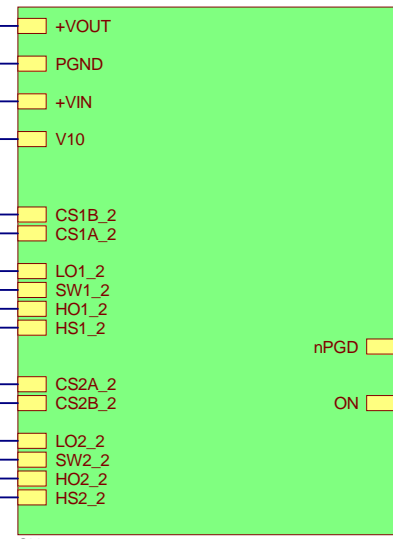 +VOUT
PGND
+VIN
V10
CS1B_2
CS1A_2
LO1_2
SW1_2
HO1_2
HS1_2
nPGD
CS2A_2
CS2B_2
ON
LO2_2
SW2_2
HO2_2
HS2_2